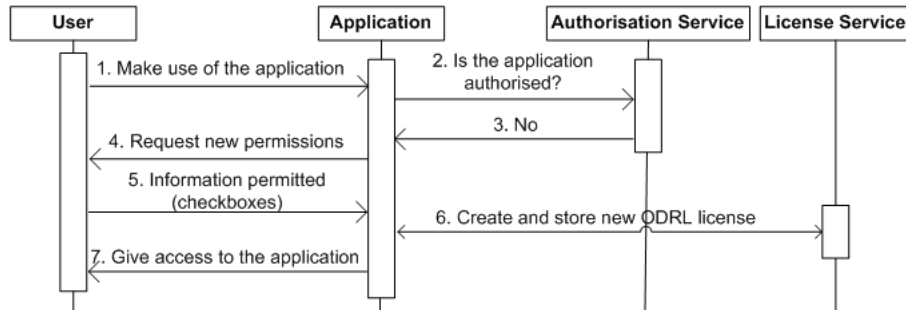 User
Application
Authorisation Service
License Service
1. Make use of the application
2. Is the application
authorised?
3. No
4. Request new permissions
5. Information permitted
(checkboxes)
6. Create and store new ODRL license
7. Give access to the application